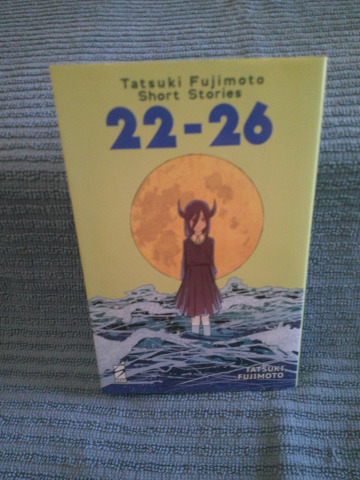 Tatsuki Fujimoto
Short Stories
22-26
TATSUKI
FUJIMOTO